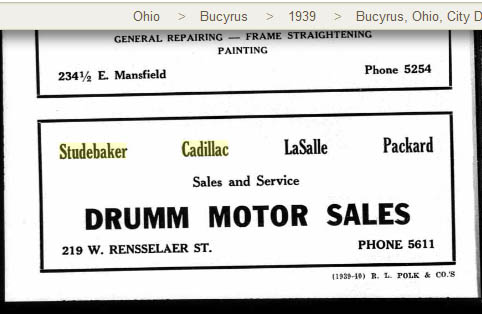 Ohio > Bucyrus > 1939 > Bucyrus, Ohio, City D
GENERAL REPAIRING — FRAME STRAIGHTENING
PAINTING
234½ E. Mansfield Phone 5254
Studebaker Cadillac LaSalle Packard
Sales and Service
DRUMM MOTOR SALES
219 W. RENSSELAER ST. PHONE 5611
(1939-40) R. L. POLK & CO.'S